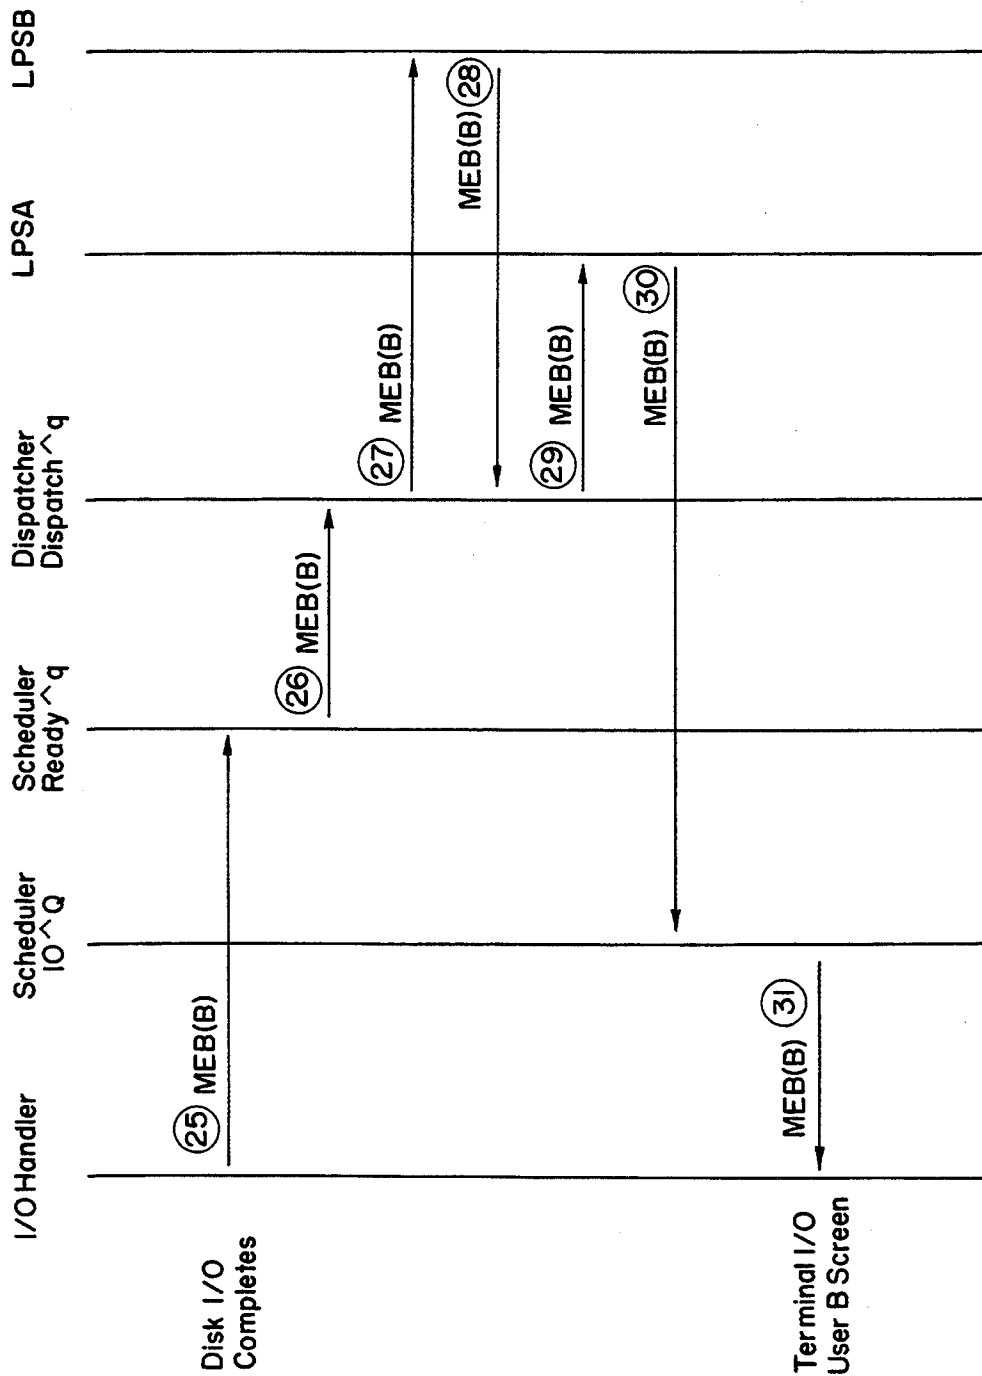 I/O Handler
Scheduler
IO^Q
Scheduler
Ready^q
Dispatcher
Dispatch^q
LPSA
LPSB
Disk I/O
Completes
25 MEB(B)
26 MEB(B)
27 MEB(B)
MEB(B) 28
29 MEB(B)
MEB(B) 30
Terminal I/O
User B Screen
MEB(B) 31